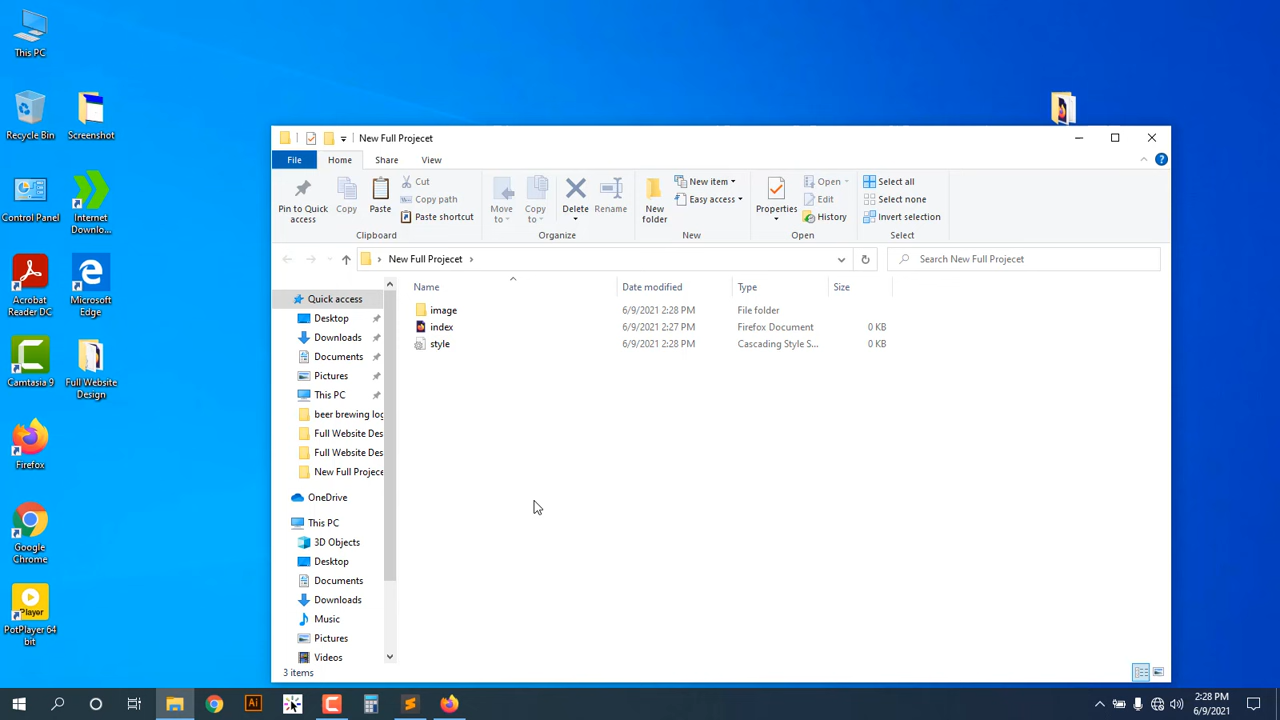 This PC
Recycle Bin
Screenshot
Control Panel
Internet
Downlo...
Acrobat
Reader DC
Microsoft
Edge
Camtasia 9
Full Website
Design
Firefox
Google
Chrome
Player
PotPlayer 64
bit
New Full Projecet
File
Home
Share
View
Pin to Quick
access
Copy
Paste
Cut
Copy path
Paste shortcut
Clipboard
Move
to
Copy
to
Delete
Rename
Organize
New
folder
New item
Easy access
New
Properties
Open
Edit
History
Open
Select all
Select none
Invert selection
Select
New Full Projecet
Search New Full Projecet
Name
Date modified
Type
Size
image
6/9/2021 2:28 PM
File folder
index
6/9/2021 2:27 PM
Firefox Document
0 KB
style
6/9/2021 2:28 PM
Cascading Style S...
0 KB
Quick access
Desktop
Downloads
Documents
Pictures
This PC
beer brewing log
Full Website Des
Full Website Des
New Full Projece
OneDrive
This PC
3D Objects
Desktop
Documents
Downloads
Music
Pictures
Videos
3 items
Ai
2:28 PM
6/9/2021